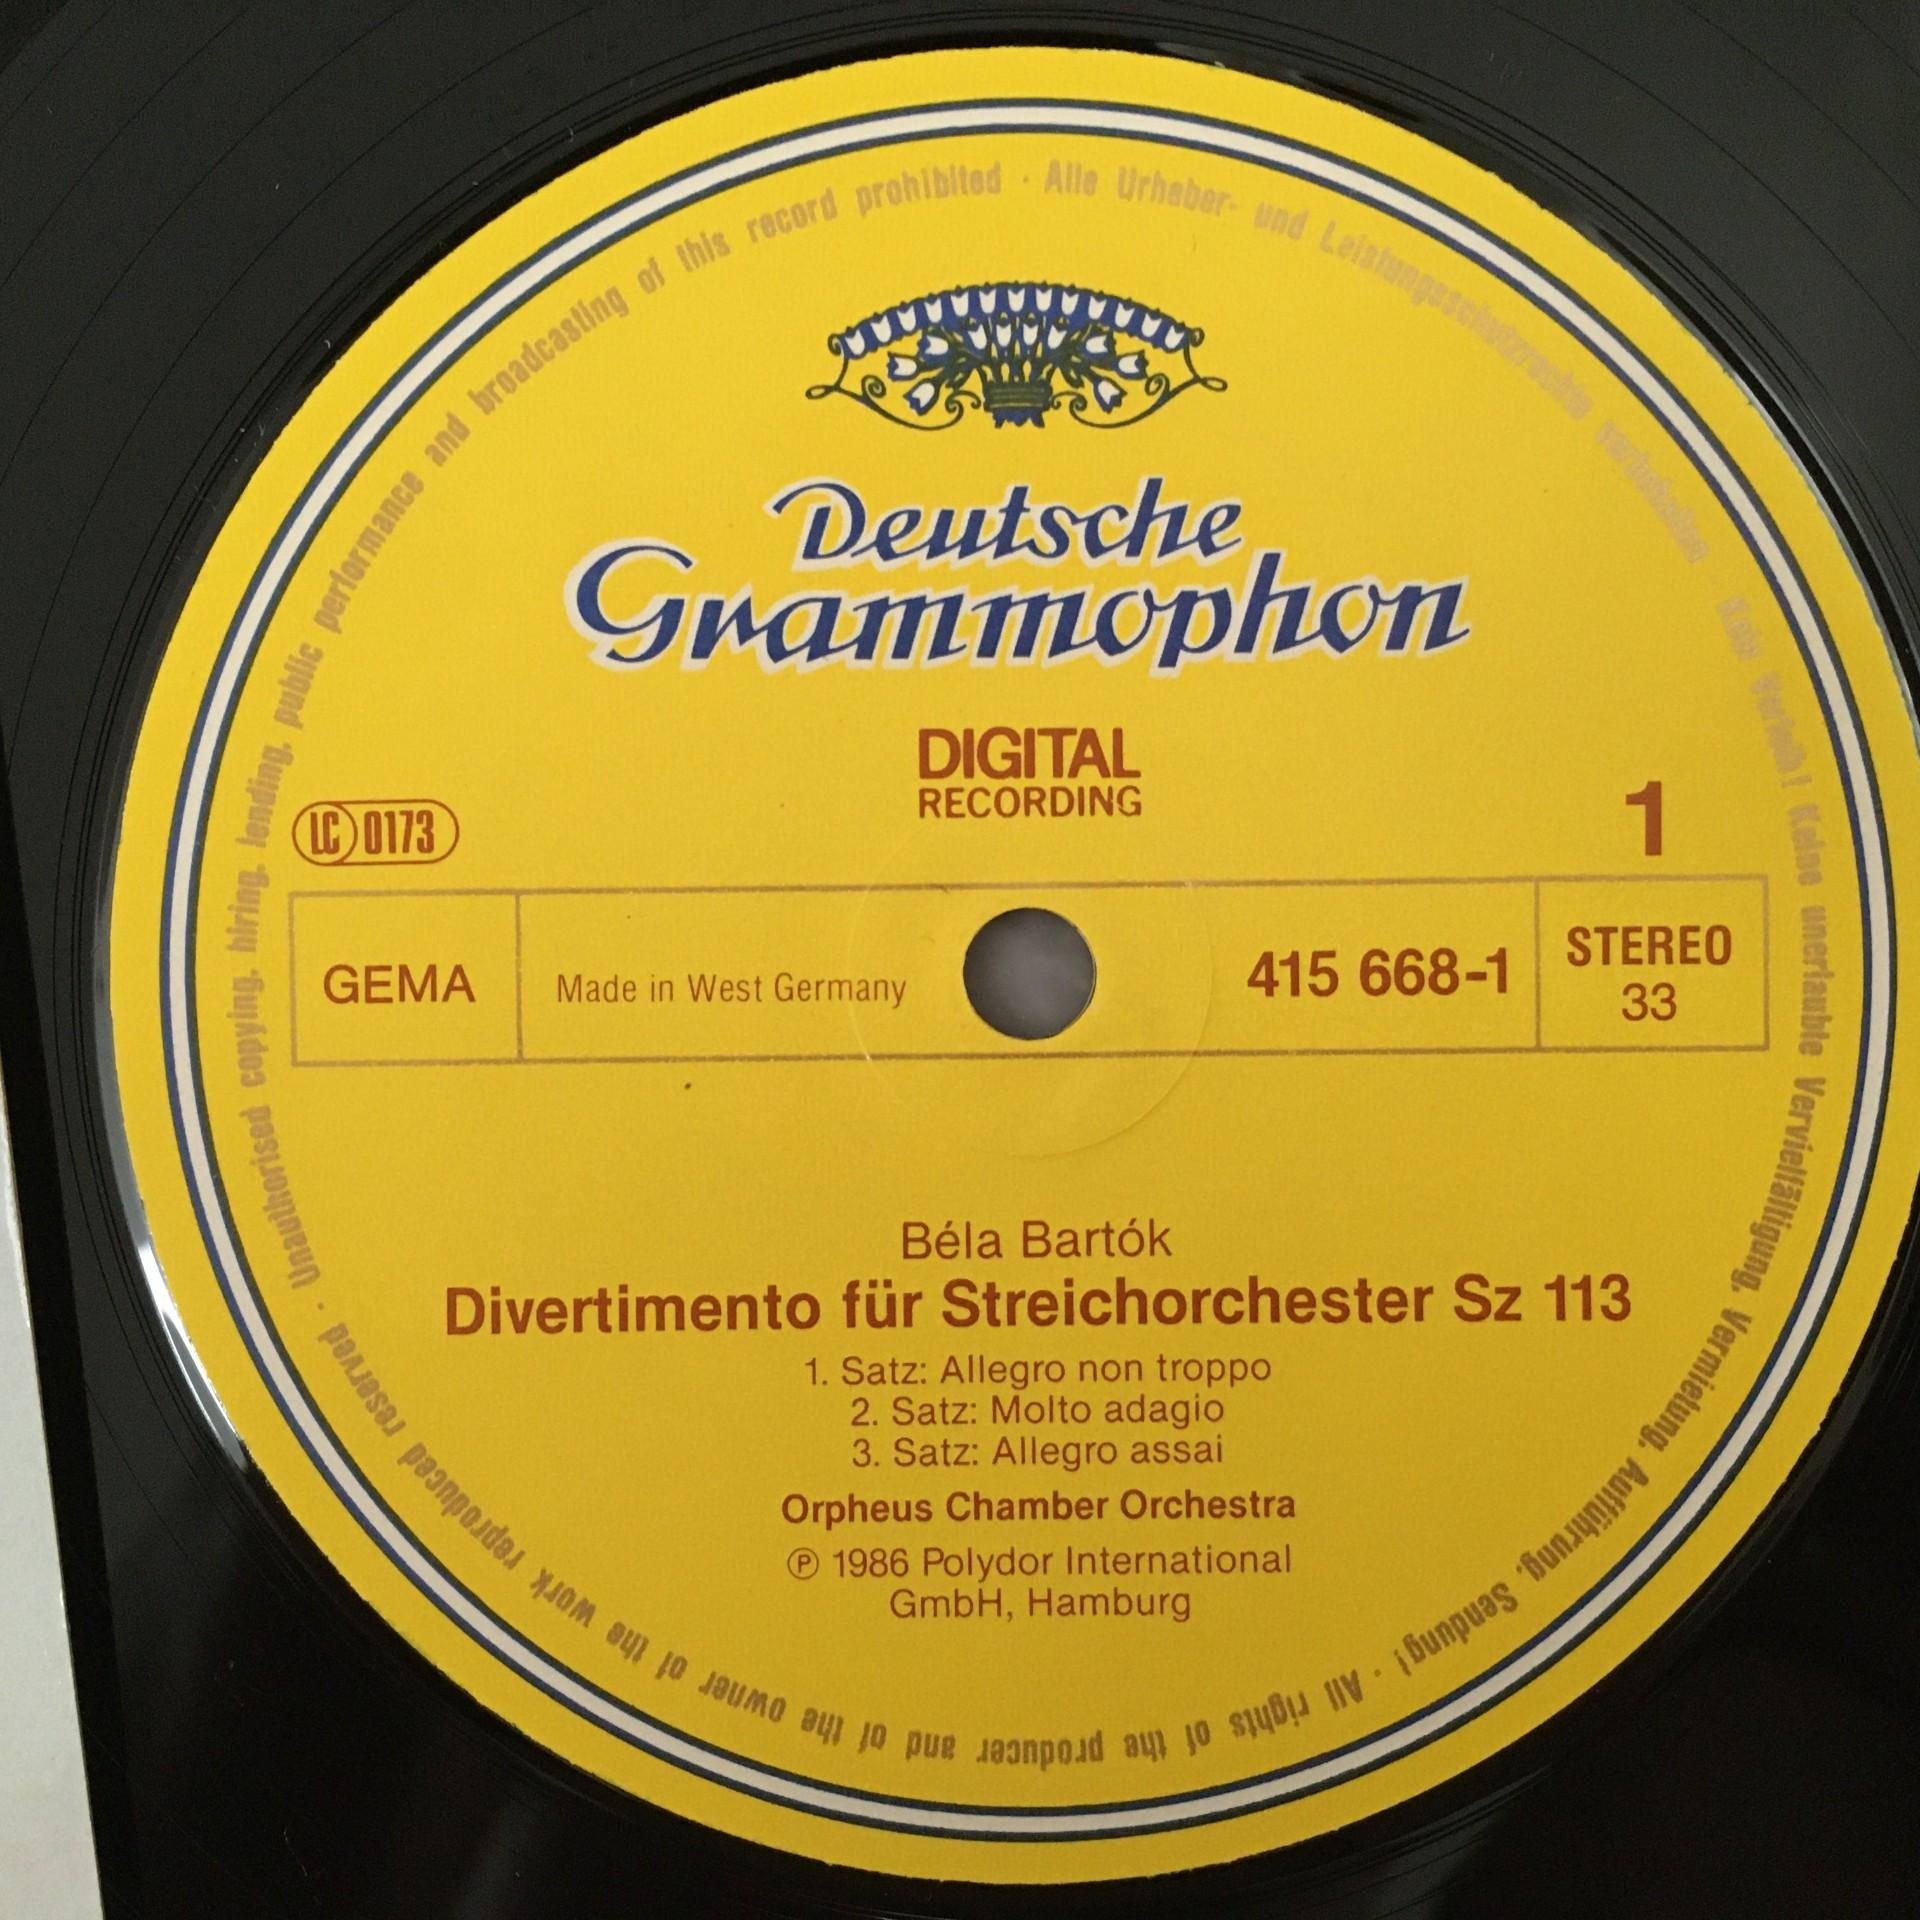 Deutsche
Grammophon
DIGITAL
RECORDING
LC 0173
1
GEMA
Made in West Germany
415 668-1
STEREO
33
Béla Bartók
Divertimento für Streichorchester Sz 113
1. Satz: Allegro non troppo
2. Satz: Molto adagio
3. Satz: Allegro assai
Orpheus Chamber Orchestra
℗ 1986 Polydor International
GmbH, Hamburg
Alle Urheber- und Leistungsschutzrechte vorbehalten · Kein Verleih! Keine unerlaubte Vervielfältigung, Vermietung, Aufführung, Sendung! · All rights of the producer and of the owner of the work reproduced reserved · Unauthorised copying, hiring, lending, public performance and broadcasting of this record prohibited ·